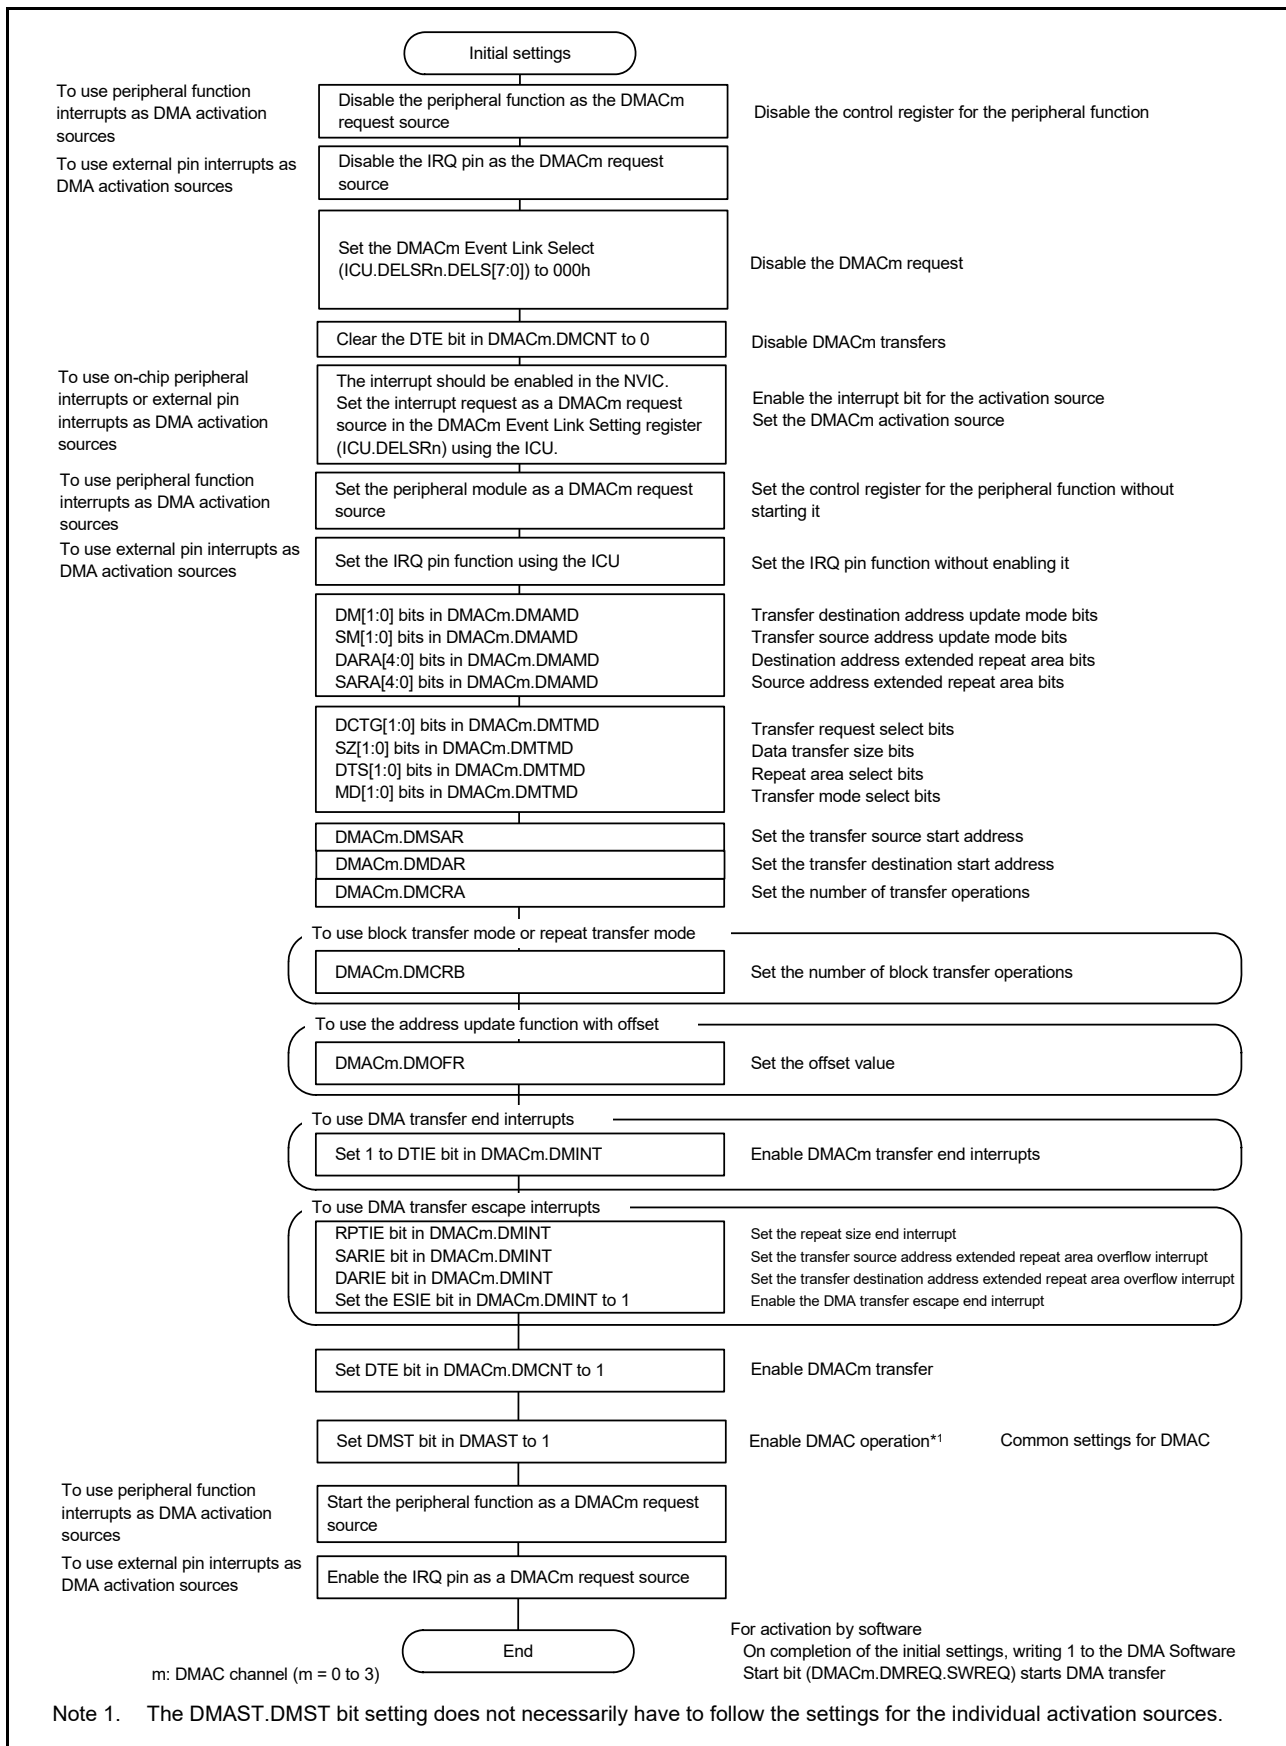 Initial settings
To use peripheral function
interrupts as DMA activation
sources
Disable the peripheral function as the DMACm
request source
Disable the control register for the peripheral function
To use external pin interrupts as
DMA activation sources
Disable the IRQ pin as the DMACm request
source
Set the DMACm Event Link Select
(ICU.DELSRn.DELS[7:0]) to 000h
Disable the DMACm request
Clear the DTE bit in DMACm.DMCNT to 0
Disable DMACm transfers
To use on-chip peripheral
interrupts or external pin
interrupts as DMA activation
sources
The interrupt should be enabled in the NVIC.
Set the interrupt request as a DMACm request
source in the DMACm Event Link Setting register
(ICU.DELSRn) using the ICU.
Enable the interrupt bit for the activation source
Set the DMACm activation source
To use peripheral function
interrupts as DMA activation
sources
Set the peripheral module as a DMACm request
source
Set the control register for the peripheral function without
starting it
To use external pin interrupts as
DMA activation sources
Set the IRQ pin function using the ICU
Set the IRQ pin function without enabling it
DM[1:0] bits in DMACm.DMAMD
SM[1:0] bits in DMACm.DMAMD
DARA[4:0] bits in DMACm.DMAMD
SARA[4:0] bits in DMACm.DMAMD
Transfer destination address update mode bits
Transfer source address update mode bits
Destination address extended repeat area bits
Source address extended repeat area bits
DCTG[1:0] bits in DMACm.DMTMD
SZ[1:0] bits in DMACm.DMTMD
DTS[1:0] bits in DMACm.DMTMD
MD[1:0] bits in DMACm.DMTMD
Transfer request select bits
Data transfer size bits
Repeat area select bits
Transfer mode select bits
DMACm.DMSAR
Set the transfer source start address
DMACm.DMDAR
Set the transfer destination start address
DMACm.DMCRA
Set the number of transfer operations
To use block transfer mode or repeat transfer mode
DMACm.DMCRB
Set the number of block transfer operations
To use the address update function with offset
DMACm.DMOFR
Set the offset value
To use DMA transfer end interrupts
Set 1 to DTIE bit in DMACm.DMINT
Enable DMACm transfer end interrupts
To use DMA transfer escape interrupts
RPTIE bit in DMACm.DMINT
SARIE bit in DMACm.DMINT
DARIE bit in DMACm.DMINT
Set the ESIE bit in DMACm.DMINT to 1
Set the repeat size end interrupt
Set the transfer source address extended repeat area overflow interrupt
Set the transfer destination address extended repeat area overflow interrupt
Enable the DMA transfer escape end interrupt
Set DTE bit in DMACm.DMCNT to 1
Enable DMACm transfer
Set DMST bit in DMAST to 1
Enable DMAC operation*1
Common settings for DMAC
To use peripheral function
interrupts as DMA activation
sources
Start the peripheral function as a DMACm request
source
To use external pin interrupts as
DMA activation sources
Enable the IRQ pin as a DMACm request source
End
For activation by software
On completion of the initial settings, writing 1 to the DMA Software
Start bit (DMACm.DMREQ.SWREQ) starts DMA transfer
m: DMAC channel (m = 0 to 3)
Note 1. The DMAST.DMST bit setting does not necessarily have to follow the settings for the individual activation sources.